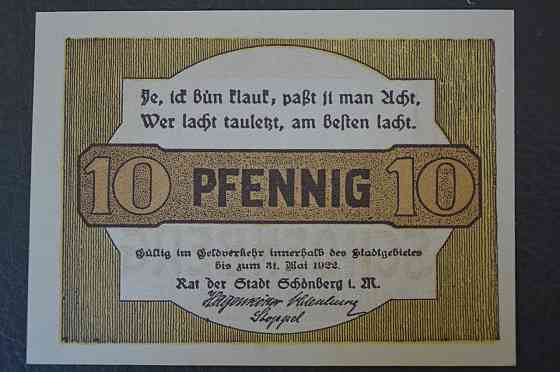 Je, ick bün klauk, paßt ji man Acht,
Wer lacht tauletzt, am besten lacht.
10 PFENNIG 10
Gültig im Geldverkehr innerhalb des Stadtgebietes
bis zum 31. Mai 1922.
Rat der Stadt Schönberg i. M.